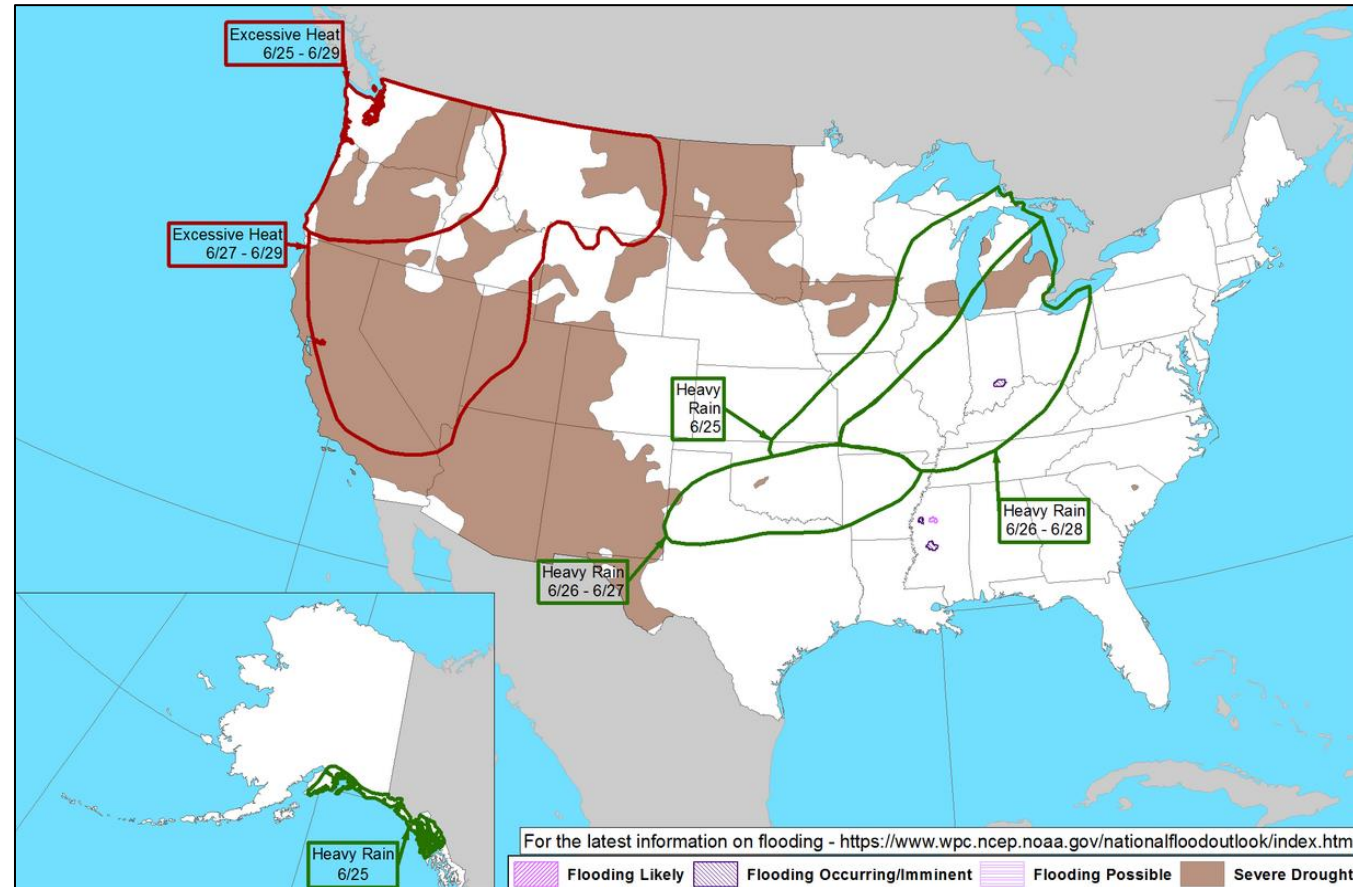 Excessive Heat
6/25 - 6/29
Excessive Heat
6/27 - 6/29
Heavy
Rain
6/25
Heavy Rain
6/26 - 6/28
Heavy Rain
6/26 - 6/27
Heavy Rain
6/25
For the latest information on flooding - https://www.wpc.ncep.noaa.gov/nationalfloodoutlook/index.htm
Flooding Likely Flooding Occurring/Imminent Flooding Possible Severe Drought